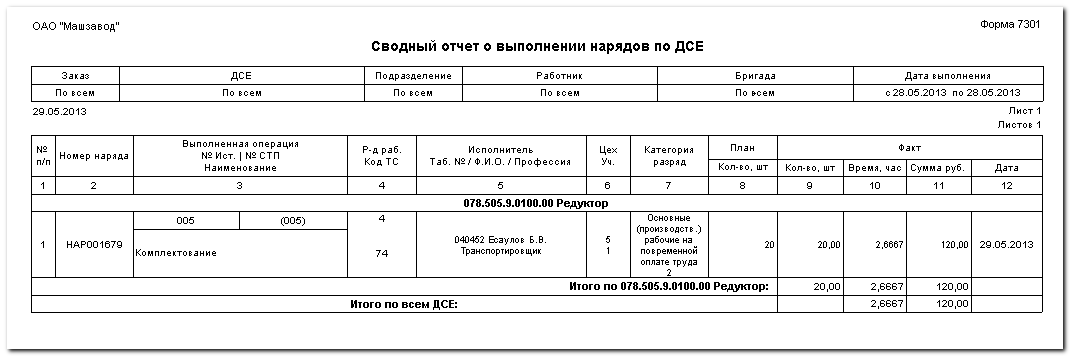 ОАО "Машзавод"
Форма 7301
Сводный отчет о выполнении нарядов по ДСЕ
Заказ ДСЕ Подразделение Работник Бригада Дата выполнения
По всем По всем По всем По всем По всем с 28.05.2013 по 28.05.2013
29.05.2013 Лист 1
Листов 1
№ п/п Номер наряда Выполненная операция № Ист. | № СТП Наименование Р-д раб. Код ТС Исполнитель Таб. № / Ф.И.О. / Профессия Цех Уч. Категория разряд План Факт
Кол-во, шт Кол-во, шт Время, час Сумма руб. Дата
1 2 3 4 5 6 7 8 9 10 11 12
078.505.9.0100.00 Редуктор
1 НАР001679 005 (005) Комплектование 4 74 040452 Есаулов Б.В. Транспортировщик 5 1 Основные (производств.) рабочие на повременной оплате труда 2 20 20,00 2,6667 120,00 29.05.2013
Итого по 078.505.9.0100.00 Редуктор: 20,00 2,6667 120,00
Итого по всем ДСЕ: 2,6667 120,00